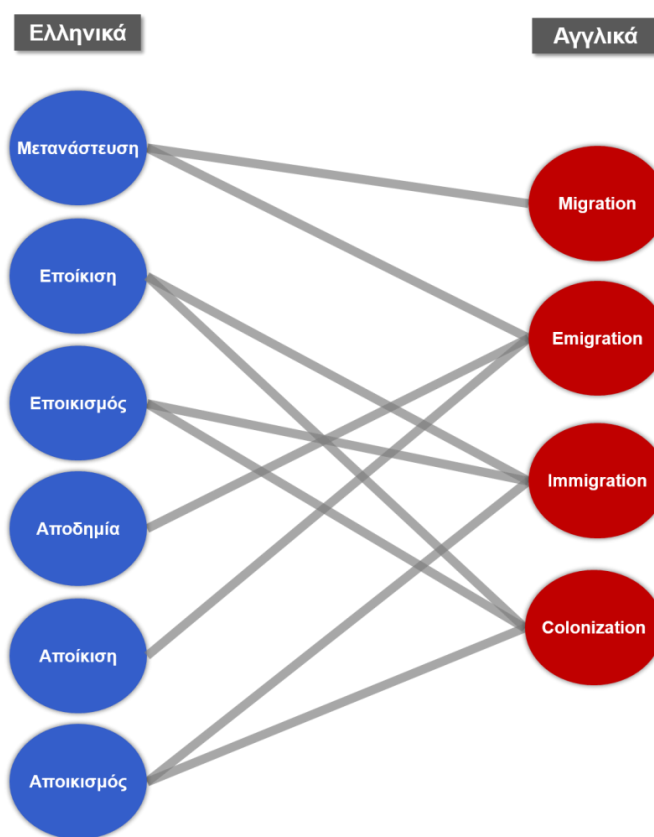 Ελληνικά
Αγγλικά
Μετανάστευση
Εποίκιση
Εποικισμός
Αποδημία
Αποίκιση
Αποικισμός
Migration
Emigration
Immigration
Colonization